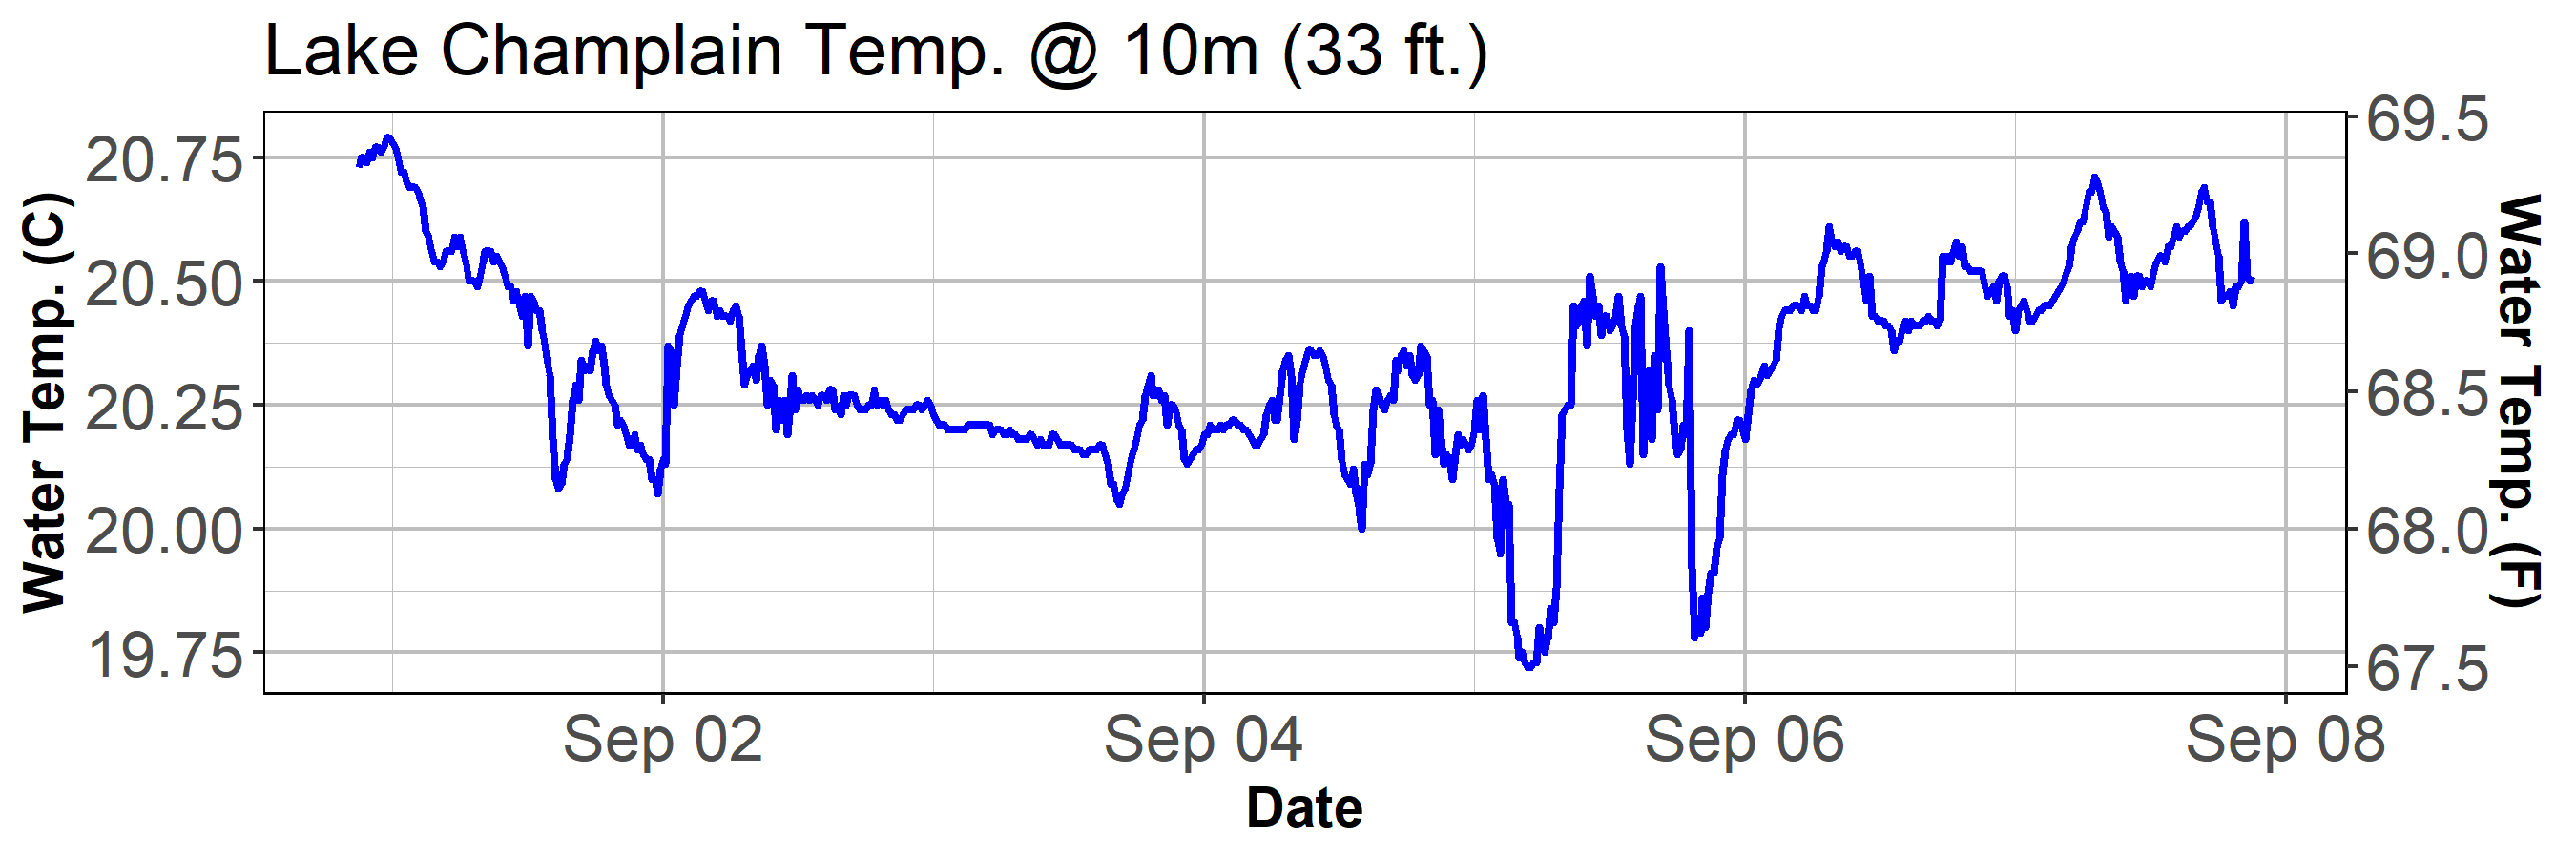 Lake Champlain Temp. @ 10m (33 ft.)
Water Temp. (C)
20.75
20.50
20.25
20.00
19.75
69.5
69.0
68.5
68.0
67.5
Water Temp. (F)
Sep 02
Sep 04
Sep 06
Sep 08
Date